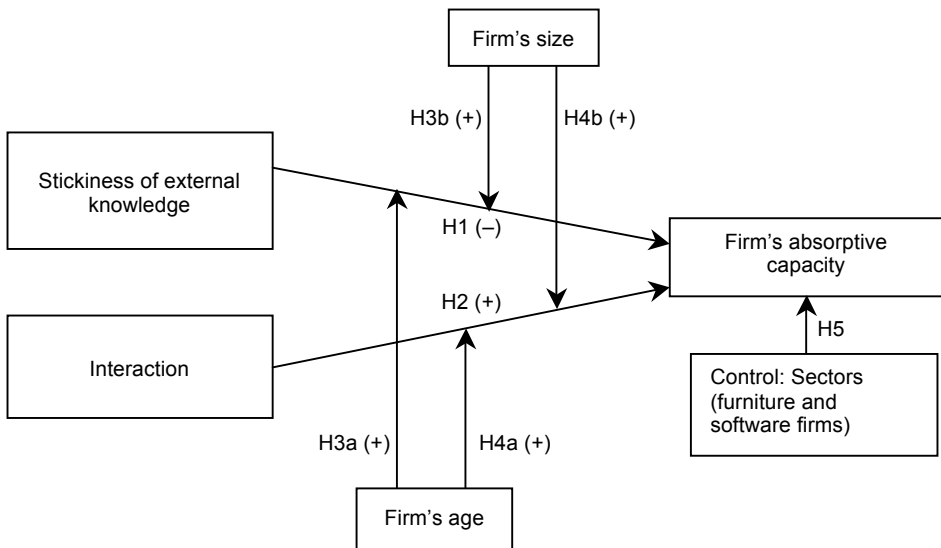 Firm’s size
H3b (+)
H4b (+)
Stickiness of external
knowledge
H1 (–)
Firm’s absorptive
capacity
H2 (+)
H5
Interaction
Control: Sectors
(furniture and
software firms)
H3a (+)
H4a (+)
Firm’s age